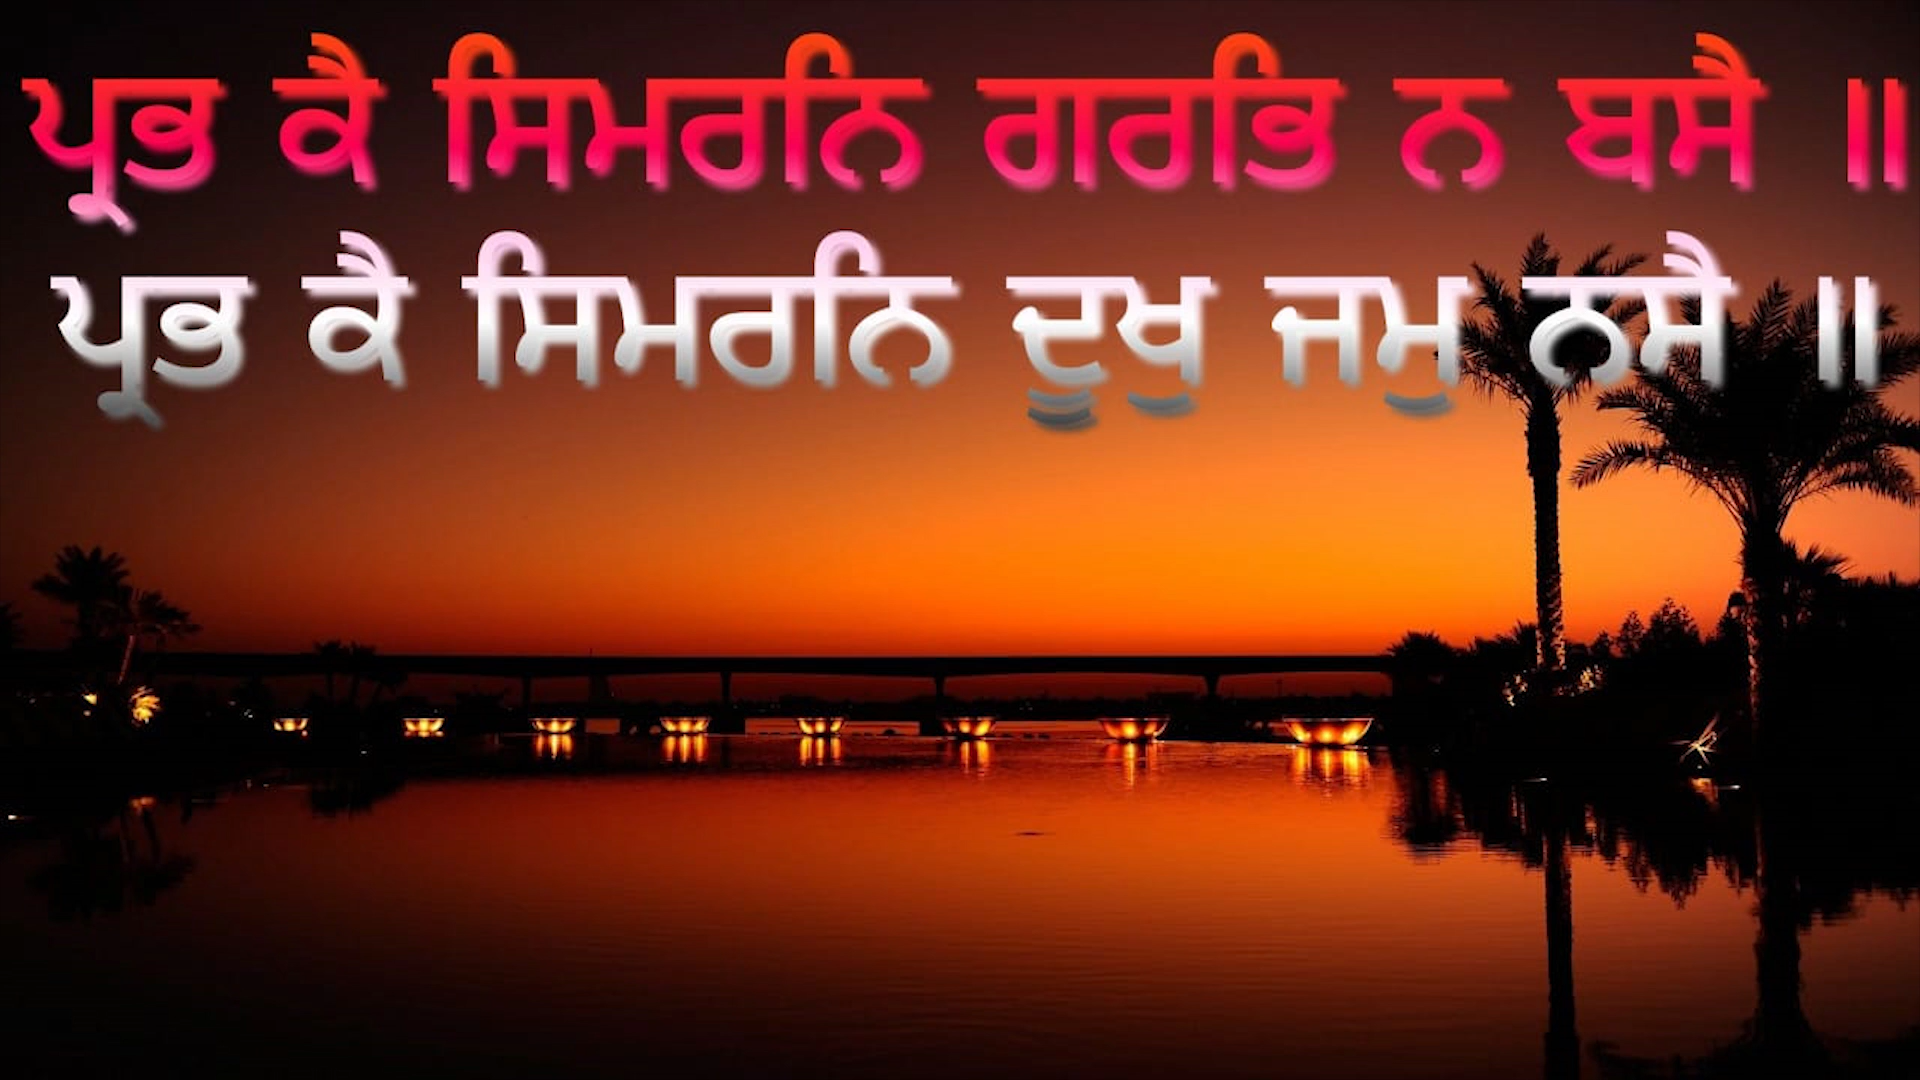 ਪ੍ਰਭ ਕੈ ਸਿਮਰਨਿ ਗਰਭਿ ਨ ਬਸੈ ॥
ਪ੍ਰਭ ਕੈ ਸਿਮਰਨਿ ਦੂਖੁ ਜਮੁ ਨਸੈ ॥